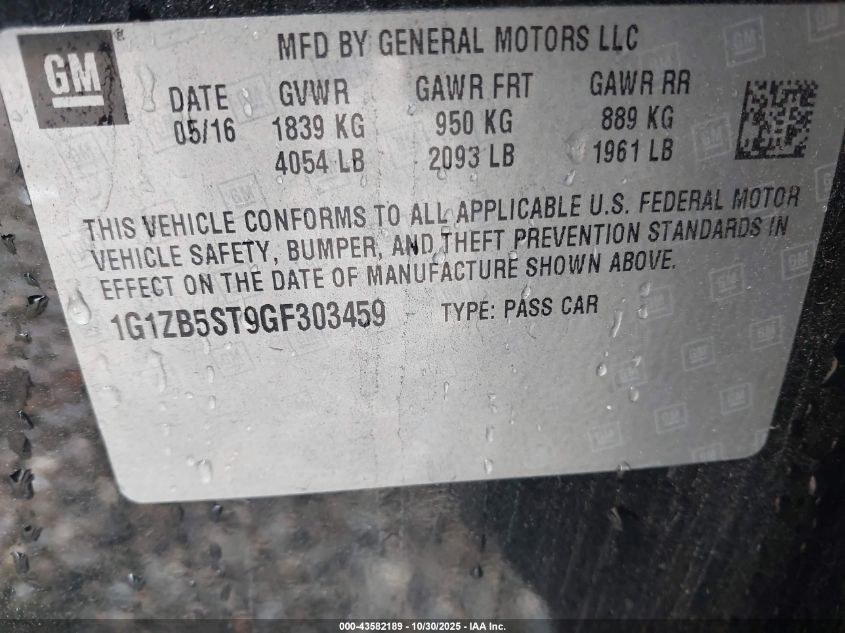 GM
MFD BY GENERAL MOTORS LLC
DATE GVWR GAWR FRT GAWR RR
05/16 1839 KG 950 KG 889 KG
4054 LB 2093 LB 1961 LB
THIS VEHICLE CONFORMS TO ALL APPLICABLE U.S. FEDERAL MOTOR
VEHICLE SAFETY, BUMPER, AND THEFT PREVENTION STANDARDS IN
EFFECT ON THE DATE OF MANUFACTURE SHOWN ABOVE.
1G1ZB5ST9GF303459 TYPE: PASS CAR
000-43582189 - 10/30/2025 - IAA Inc.